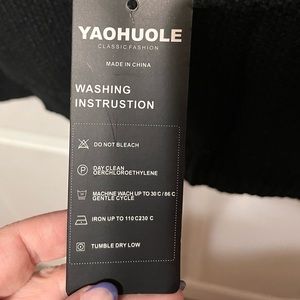 YAOHUOLE
CLASSIC FASHION
MADE IN CHINA
WASHING
INSTRUSTION
DO NOT BLEACH
P
DAY CLEAN
OERCHLOROETHYLENE
MACHINE WACH UP TO 30 C / 86 C
GENTLE CYCLE
IRON UP TO 110 C230 C
TUMBLE DRY LOW